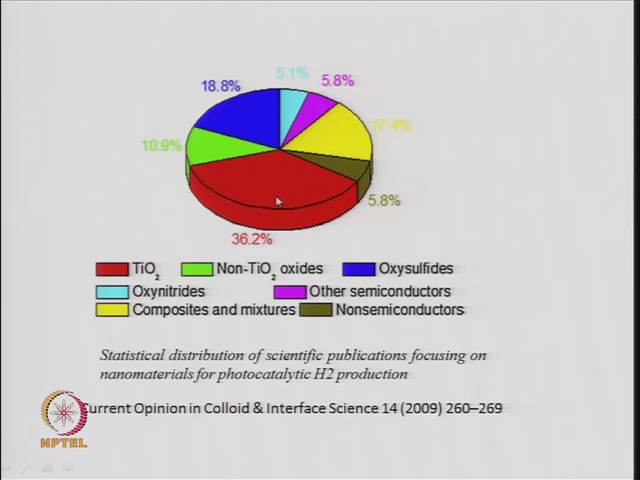 5.1%
18.8%
5.8%
17.4%
10.9%
5.8%
36.2%
TiO2 Non-TiO2 oxides Oxysulfides
Oxynitrides Other semiconductors
Composites and mixtures Nonsemiconductors
Statistical distribution of scientific publications focusing on
nanomaterials for photocatalytic H2 production
Current Opinion in Colloid & Interface Science 14 (2009) 260–269
NPTEL